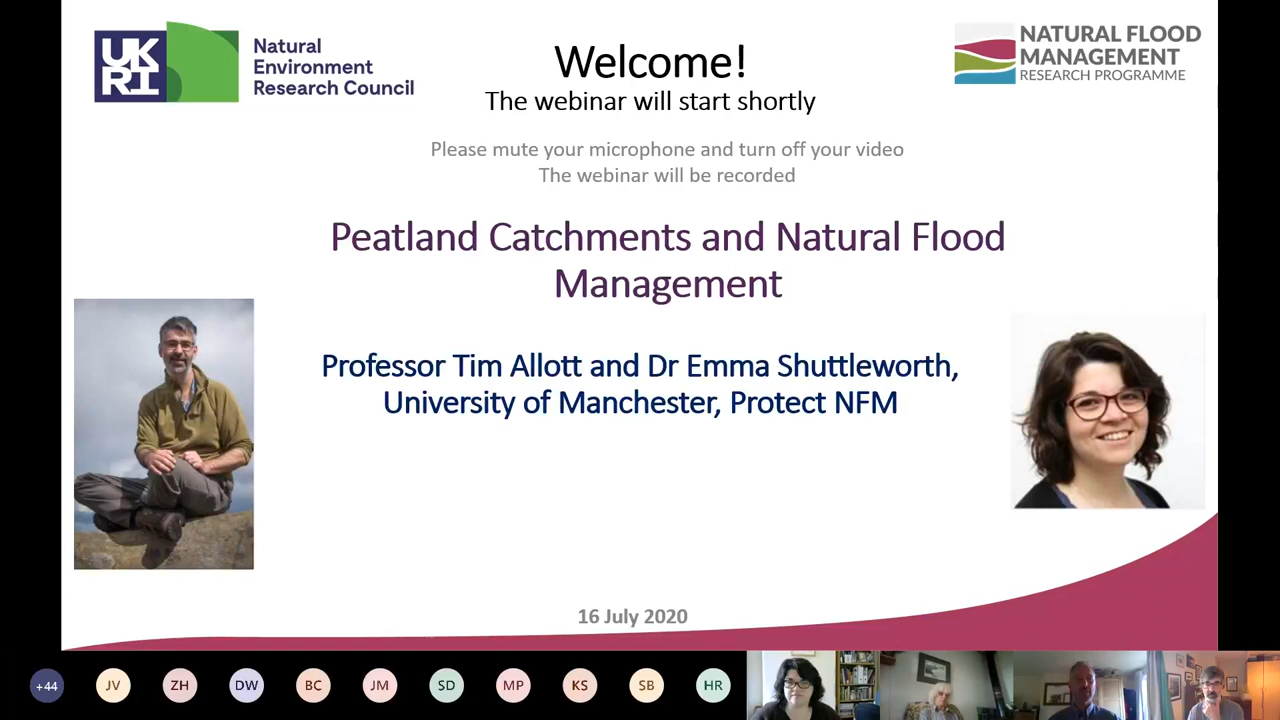 UK
RI
Natural
Environment
Research Council
Welcome!
The webinar will start shortly
NATURAL FLOOD
MANAGEMENT
RESEARCH PROGRAMME
Please mute your microphone and turn off your video
The webinar will be recorded
Peatland Catchments and Natural Flood
Management
Professor Tim Allott and Dr Emma Shuttleworth,
University of Manchester, Protect NFM
16 July 2020
+44 JV ZH DW BC JM SD MP KS SB HR